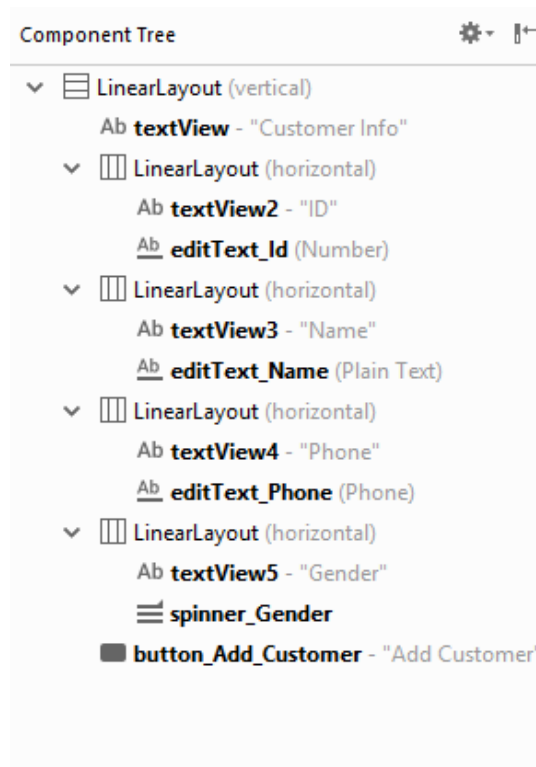 Component Tree
LinearLayout (vertical)
Ab textView - "Customer Info"
LinearLayout (horizontal)
Ab textView2 - "ID"
Ab editText_Id (Number)
LinearLayout (horizontal)
Ab textView3 - "Name"
Ab editText_Name (Plain Text)
LinearLayout (horizontal)
Ab textView4 - "Phone"
Ab editText_Phone (Phone)
LinearLayout (horizontal)
Ab textView5 - "Gender"
spinner_Gender
button_Add_Customer - "Add Customer"